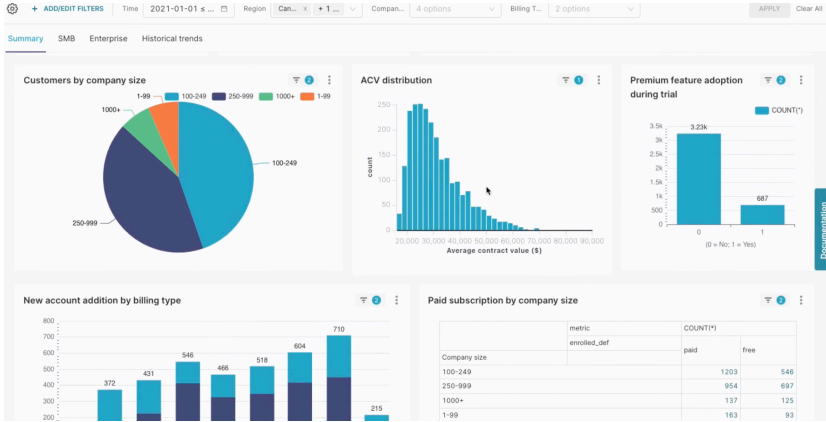 + ADD/EDIT FILTERS Time 2021-01-01 ≤ ... Region Can... x + 1 ... Compan... 4 options Billing T... 2 options APPLY Clear All
Summary SMB Enterprise Historical trends
Customers by company size 2
1-99 100-249 250-999 1000+ 1-99
1000+
100-249
250-999
ACV distribution 1
250
200
150
100
50
0
count
20,000 30,000 40,000 50,000 60,000 70,000 80,000 90,000
Average contract value ($)
Premium feature adoption 2
during trial
COUNT(*)
3.5k
3.23k
3k
2.5k
2k
1.5k
1k
687
500
0
0 1
(0 = No; 1 = Yes)
Documentation
New account addition by billing type 2
800
700
600
500
400
300
200
372
431
546
466
518
604
710
215
Paid subscription by company size 2
metric COUNT(*)
enrolled_def paid free
Company size
100-249 1203 546
250-999 954 697
1000+ 137 125
1-99 163 93